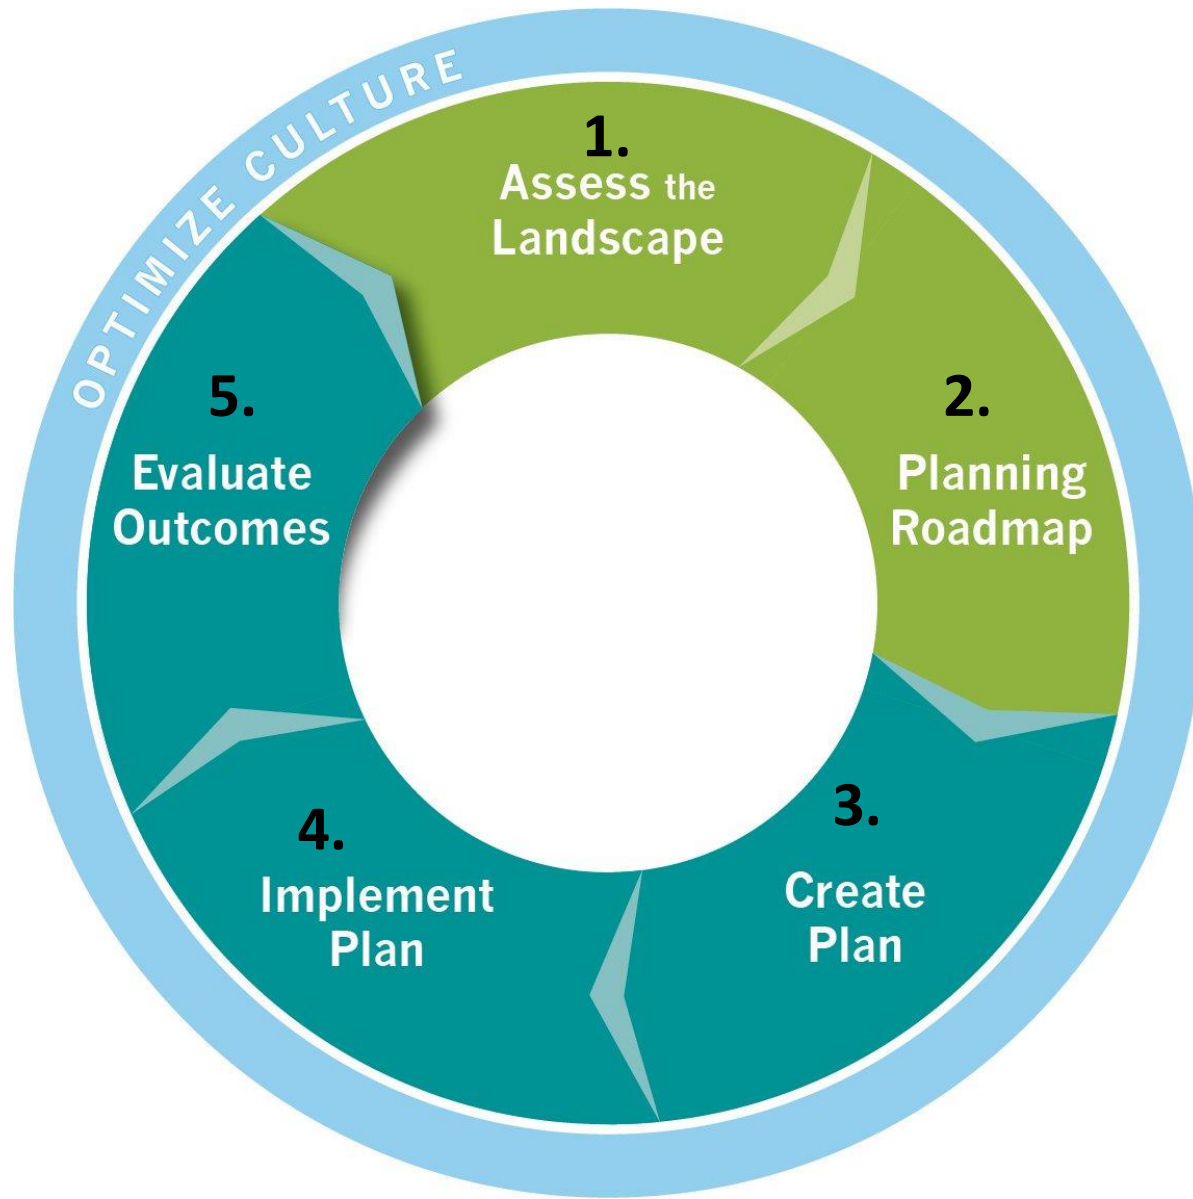 OPTIMIZE CULTURE
1.
Assess the
Landscape
2.
Planning
Roadmap
3.
Create
Plan
4.
Implement
Plan
5.
Evaluate
Outcomes